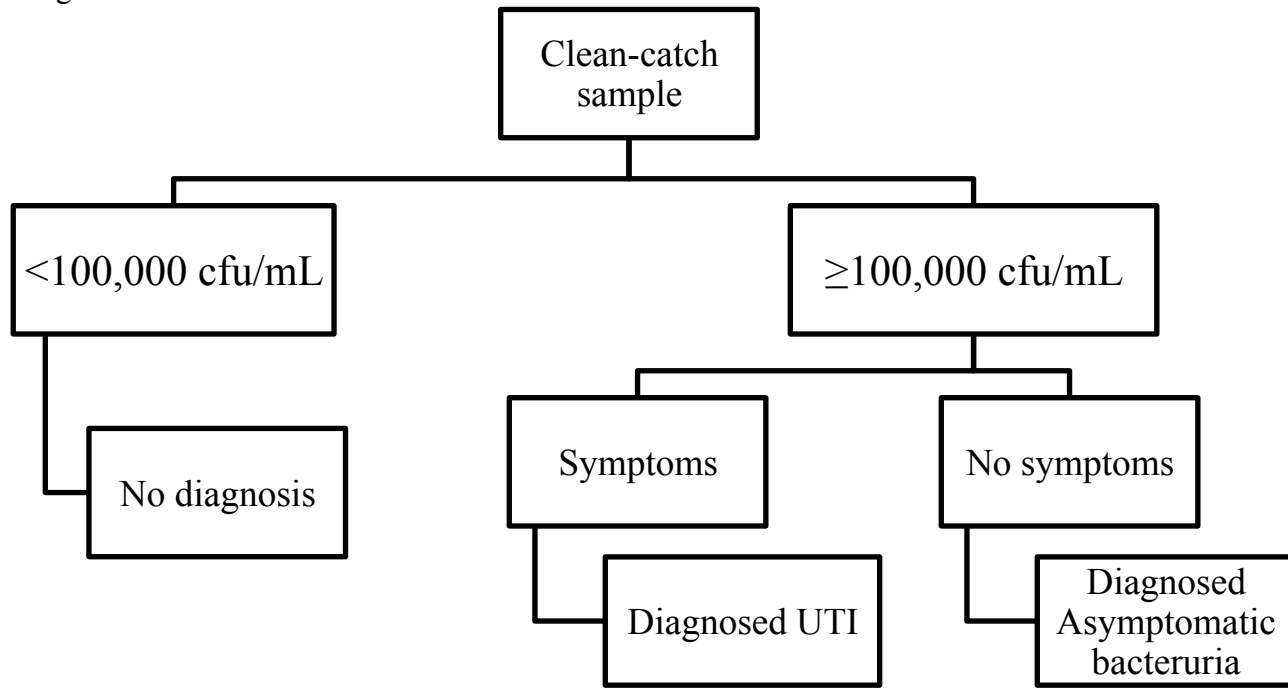 Clean-catch
sample
<100,000 cfu/mL
≥100,000 cfu/mL
No diagnosis
Symptoms
No symptoms
Diagnosed UTI
Diagnosed
Asymptomatic
bacteruria